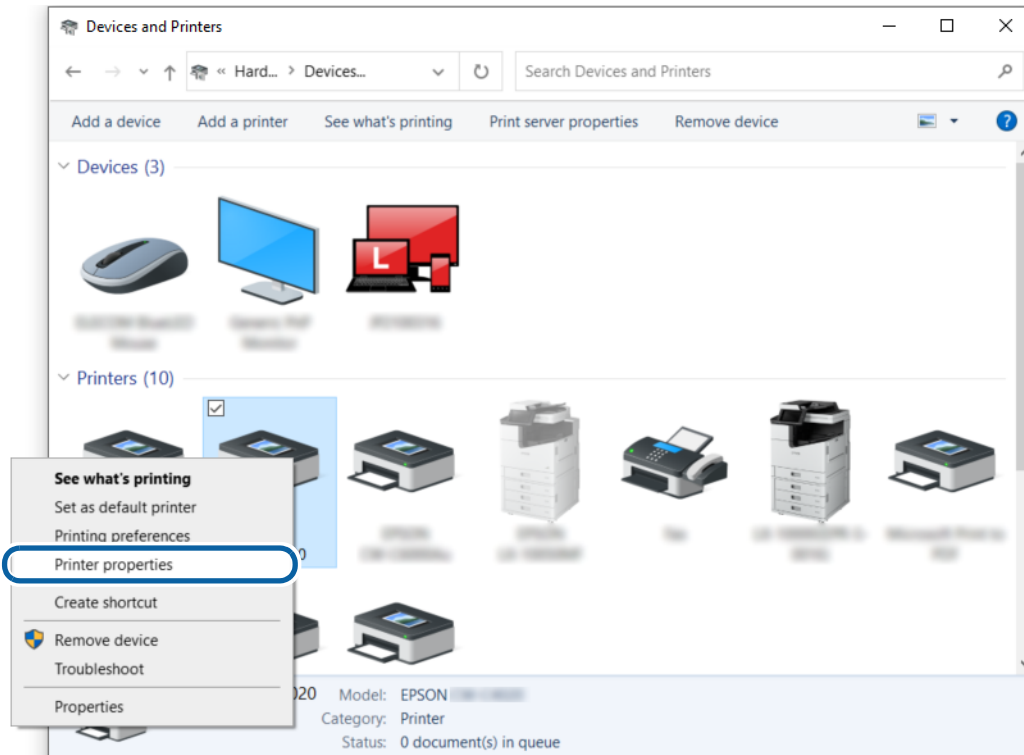 Devices and Printers
« Hard... > Devices...
Search Devices and Printers
Add a device Add a printer See what's printing Print server properties Remove device ?
Devices (3)
L
Printers (10)
See what's printing
Set as default printer
Printing preferences
Printer properties
Create shortcut
Remove device
Troubleshoot
Properties
0
020 Model: EPSON
Category: Printer
Status: 0 document(s) in queue